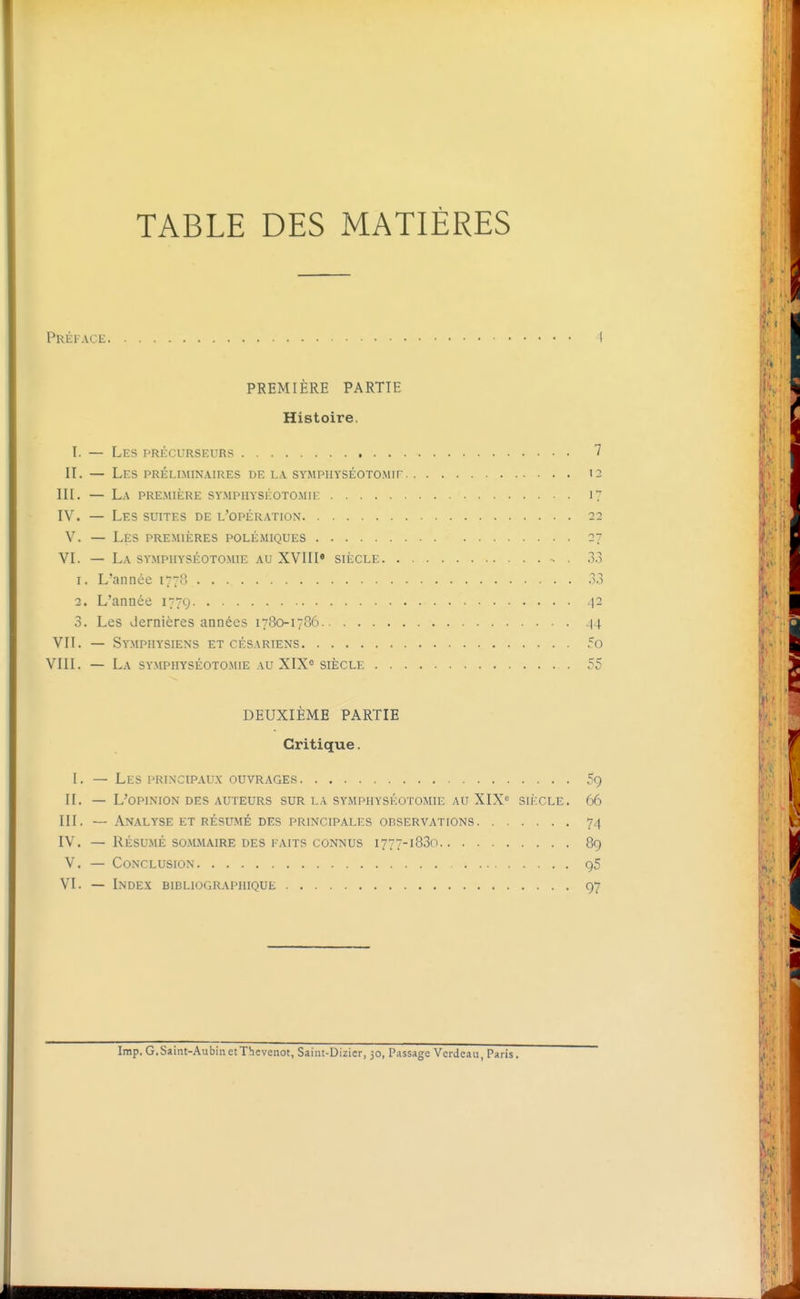 TABLE DES MATIÈRES
PRÉFACE. . . . . . . . . . 1
PREMIÈRE PARTIE
Histoire.
I. — LES PRÉCURSEURS . . . . . . . . . . 7
II. — LES PRÉLIMINAIRES DE LA SYMPHYSÉOTOMIE. . . . . . . . . . 12
III. — LA PREMIÈRE SYMPHYSÉOTOMIE . . . . . . . . . . 17
IV. — LES SUITES DE L'OPÉRATION. . . . . . . . . . 22
V. — LES PREMIÈRES POLÉMIQUES . . . . . . . . . . 27
VI. — LA SYMPHYSÉOTOMIE AU XVIIIe SIÈCLE. . . . . . . . . . 33
1. L'année 1778 . . . . . . . . . . 33
2. L'année 1779. . . . . . . . . . 42
3. Les dernières années 1780-1786. . . . . . . . . . 44
VII. — SYMPHYSIENS ET CÉSARIENS. . . . . . . . . . 50
VIII. — LA SYMPHYSÉOTOMIE AU XIXe SIÈCLE . . . . . . . . . . 55
DEUXIÈME PARTIE
Critique.
I. — LES PRINCIPAUX OUVRAGES. . . . . . . . . . 59
II. — L'OPINION DES AUTEURS SUR LA SYMPHYSÉOTOMIE AU XIXe SIÈCLE. 66
III. — ANALYSE ET RÉSUMÉ DES PRINCIPALES OBSERVATIONS. . . . . . . . 74
IV. — RÉSUMÉ SOMMAIRE DES FAITS CONNUS 1777-1830. . . . . . . . . . 89
V. — CONCLUSION. . . . . . . . . . 95
VI. — INDEX BIBLIOGRAPHIQUE . . . . . . . . . . 97
Imp. G. Saint-Aubin et Thevenot, Saint-Dizier, 30, Passage Verdeau, Paris.